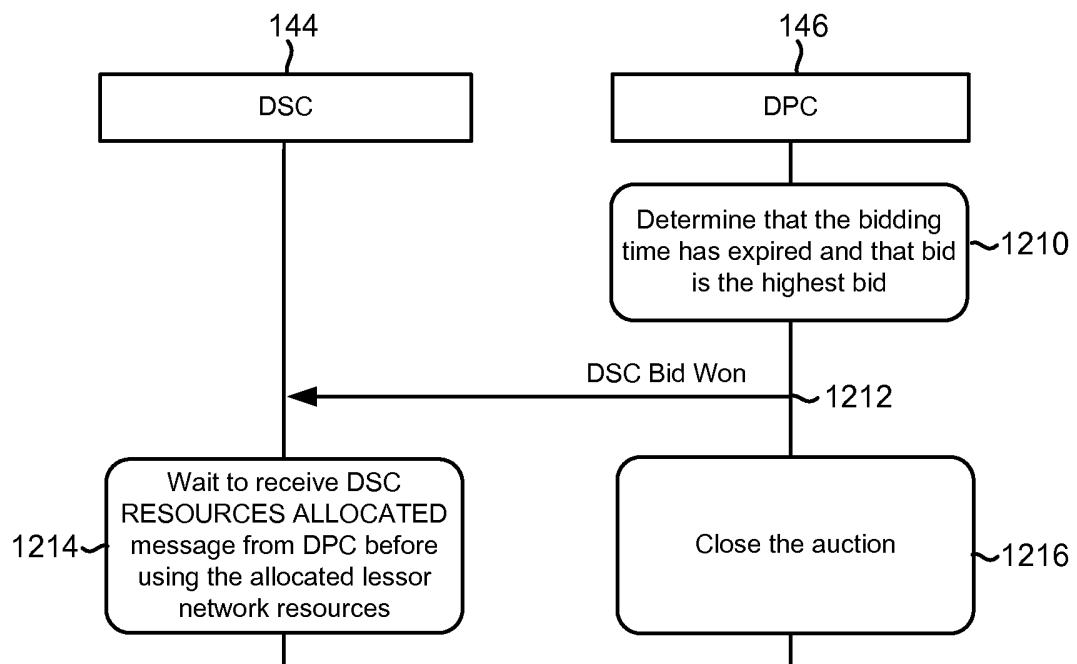 144
146
DSC
DPC
Determine that the bidding
time has expired and that bid
is the highest bid
1210
DSC Bid Won
1212
Wait to receive DSC
RESOURCES ALLOCATED
message from DPC before
using the allocated lessor
network resources
1214
Close the auction
1216